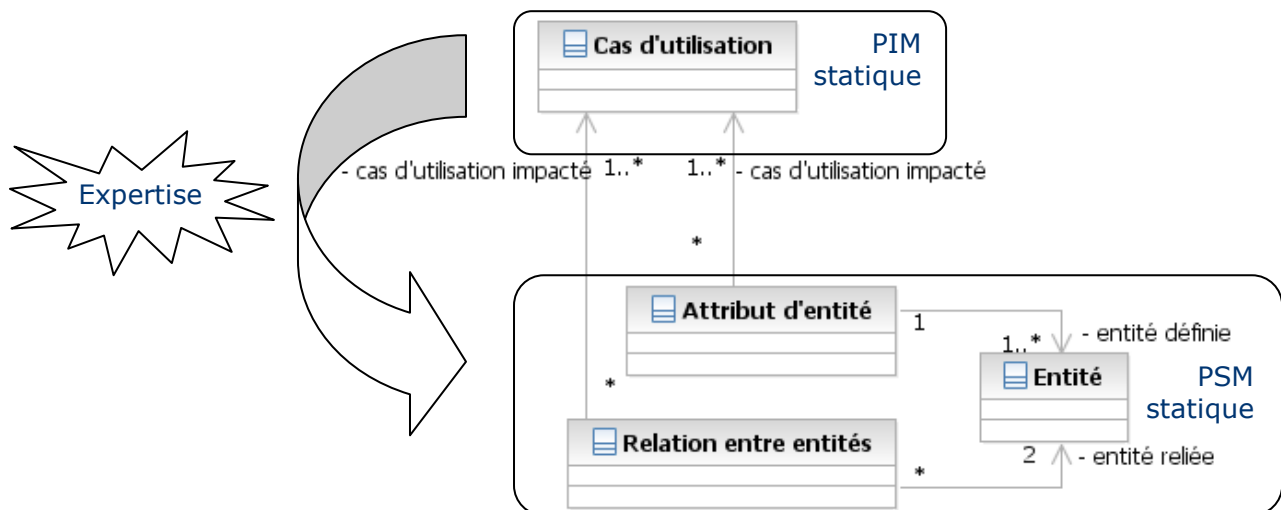 Cas d'utilisation
PIM
statique
- cas d'utilisation impacté
1..*
1..*
- cas d'utilisation impacté
Expertise
*
Attribut d'entité
1
- entité définie
1..*
Entité
PSM
statique
*
Relation entre entités
2
- entité reliée
*